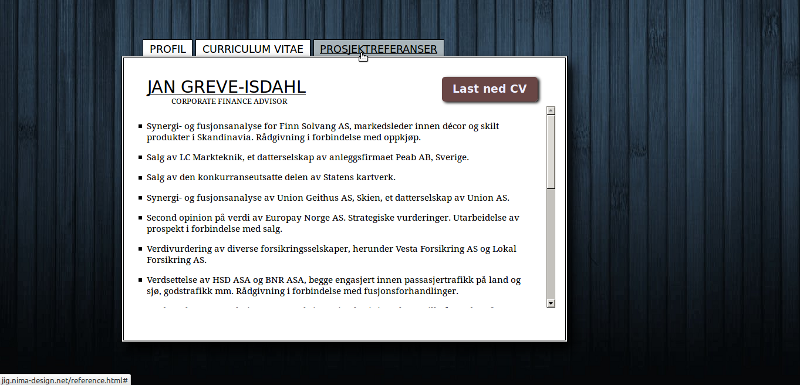 PROFIL
CURRICULUM VITAE
PROSJEKTREFERANSER
JAN GREVE-ISDAHL
CORPORATE FINANCE ADVISOR
Last ned CV
Synergi- og fusjonsanalyse for Finn Solvang AS, markedsleder innen décor og skilt
produkter i Skandinavia. Rådgivning i forbindelse med oppkjøp.
Salg av LC Markteknik, et datterselskap av anleggsfirmaet Peab AB, Sverige.
Salg av den konkurranseutsatte delen av Statens kartverk.
Synergi- og fusjonsanalyse av Union Geithus AS, Skien, et datterselskap av Union AS.
Second opinion på verdi av Europay Norge AS. Strategiske vurderinger. Utarbeidelse av
prospekt i forbindelse med salg.
Verdivurdering av diverse forsikringsselskaper, herunder Vesta Forsikring AS og Lokal
Forsikring AS.
Verdsettelse av HSD ASA og BNR ASA, begge engasjert innen passasjertrafikk på land og
sjø, godstrafikk mm. Rådgivning i forbindelse med fusjonsforhandlinger.
jig.nima-design.net/reference.html#